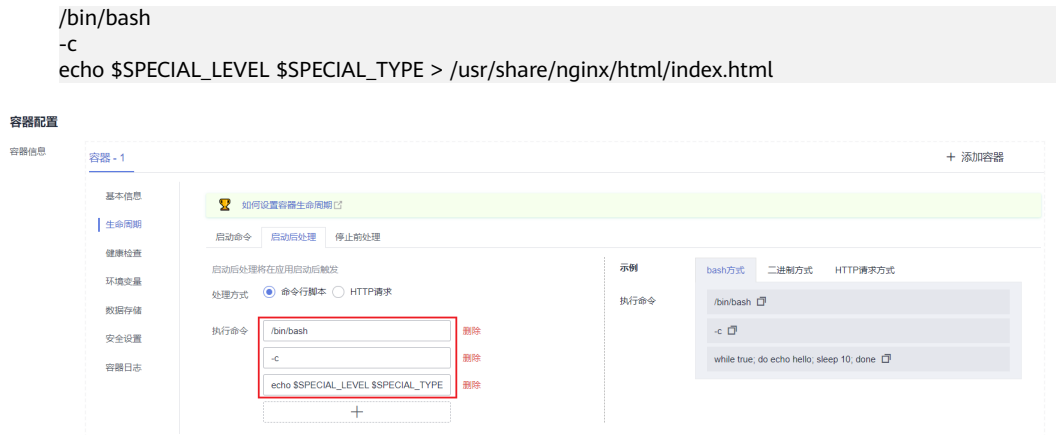 /bin/bash
-c
echo $SPECIAL_LEVEL $SPECIAL_TYPE > /usr/share/nginx/html/index.html
容器配置
容器信息
容器 - 1
+ 添加容器
基本信息
生命周期
健康检查
环境变量
数据存储
安全设置
容器日志
如何设置容器生命周期
启动命令 启动后处理 停止前处理
启动后处理将在应用启动后触发
处理方式 命令行脚本 HTTP请求
执行命令 /bin/bash 删除
-c 删除
echo $SPECIAL_LEVEL $SPECIAL_TYPE 删除
+
示例 bash方式 二进制方式 HTTP请求方式
执行命令 /bin/bash
-c
while true; do echo hello; sleep 10; done